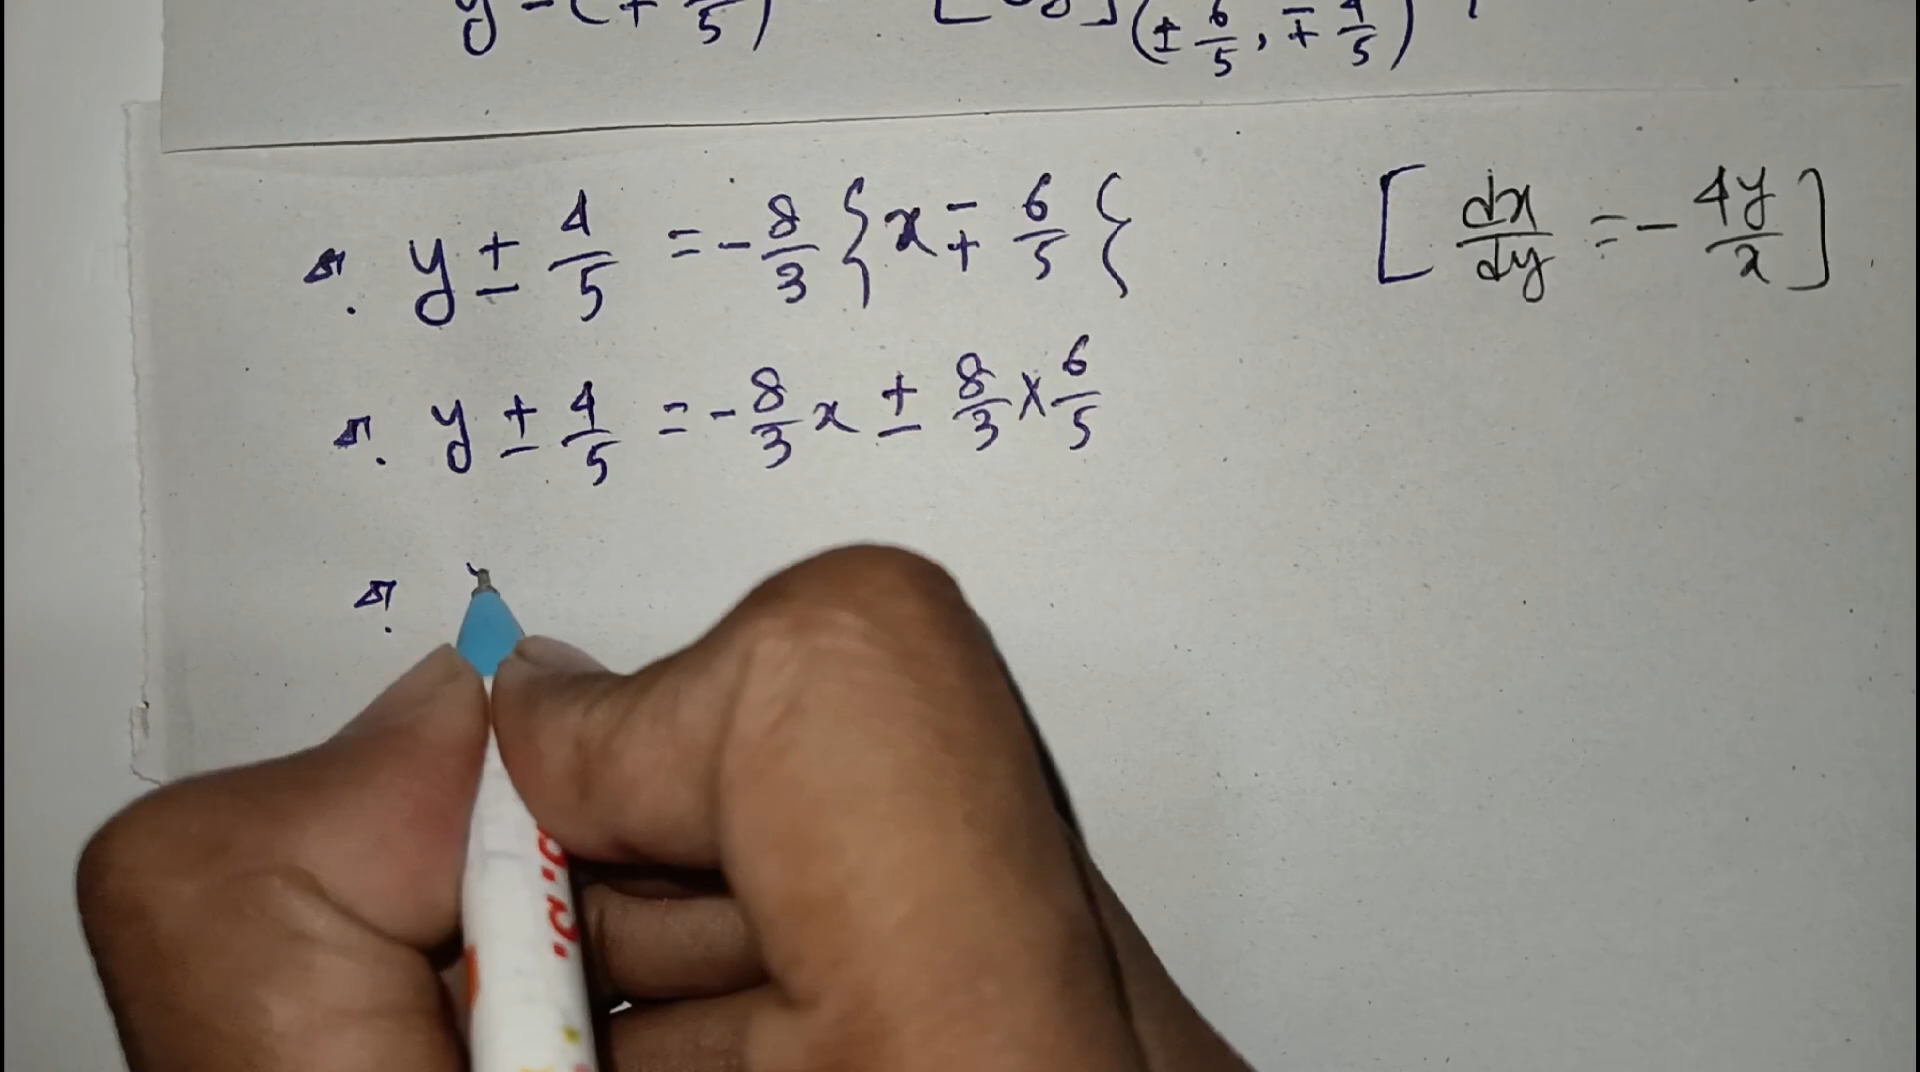 (± 6/5, ∓ 4/5)
বা. y ± 4/5 = - 8/3 { x ∓ 6/5 { [ dx/dy = - 4y/x ]
বা. y ± 4/5 = - 8/3 x ± 8/3 × 6/5
বা.